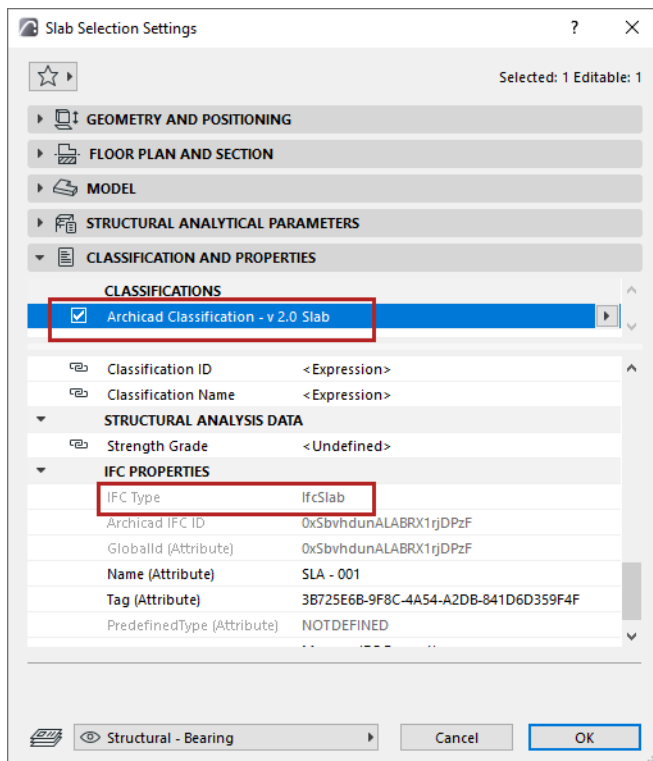 Slab Selection Settings ? ×
Selected: 1 Editable: 1
GEOMETRY AND POSITIONING
FLOOR PLAN AND SECTION
MODEL
STRUCTURAL ANALYTICAL PARAMETERS
CLASSIFICATION AND PROPERTIES
CLASSIFICATIONS
Archicad Classification - v 2.0 Slab
Classification ID <Expression>
Classification Name <Expression>
STRUCTURAL ANALYSIS DATA
Strength Grade <Undefined>
IFC PROPERTIES
IFC Type IfcSlab
Archicad IFC ID 0xSbvhdunALABRX1rjDPzF
GlobalId (Attribute) 0xSbvhdunALABRX1rjDPzF
Name (Attribute) SLA - 001
Tag (Attribute) 3B725E6B-9F8C-4A54-A2DB-841D6D359F4F
PredefinedType (Attribute) NOTDEFINED
Structural - Bearing Cancel OK